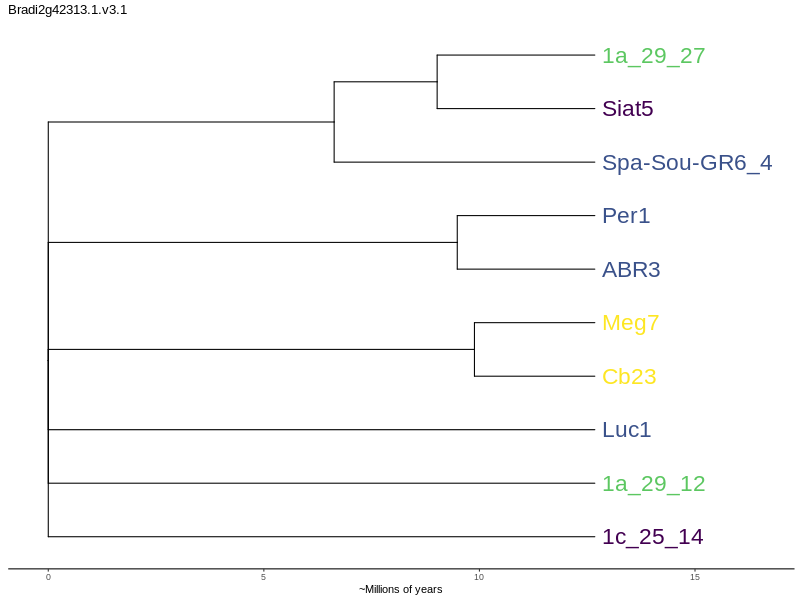 Bradi2g42313.1.v3.1
1a_29_27
Siat5
Spa-Sou-GR6_4
Per1
ABR3
Meg7
Cb23
Luc1
1a_29_12
1c_25_14
0 5 10 15
~Millions of years